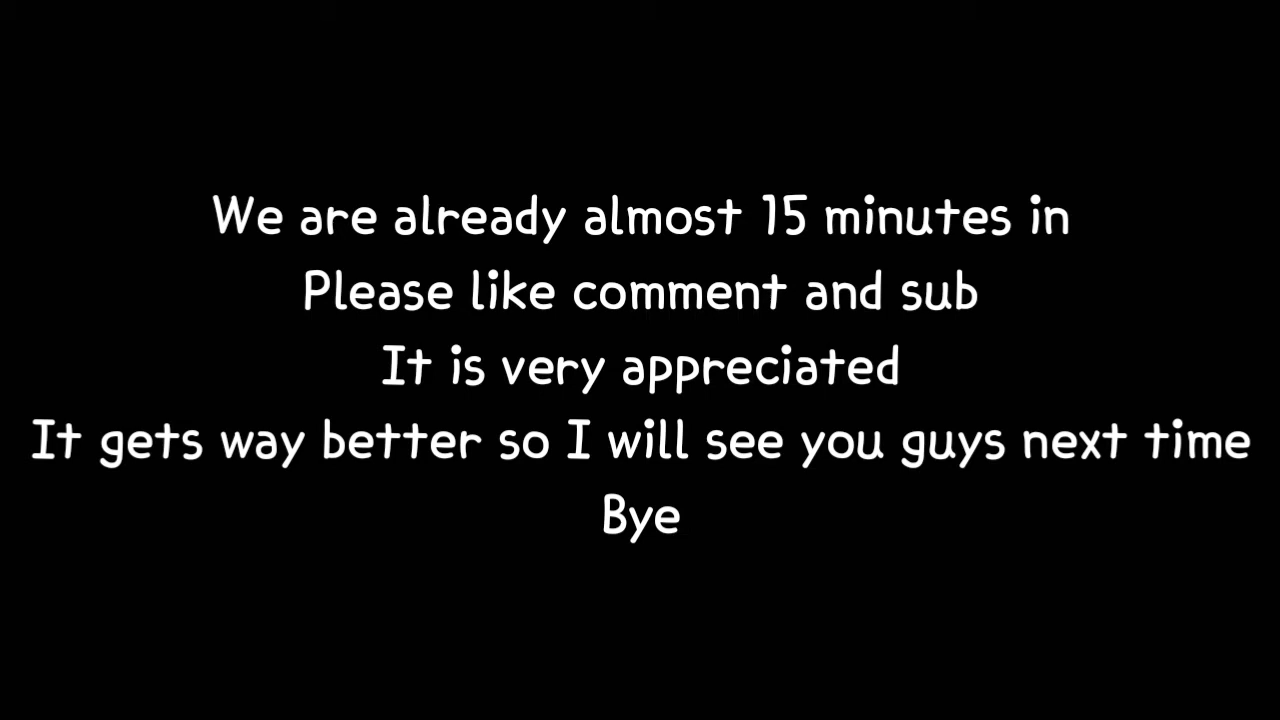 We are already almost 15 minutes in
Please like comment and sub
It is very appreciated
It gets way better so I will see you guys next time
Bye